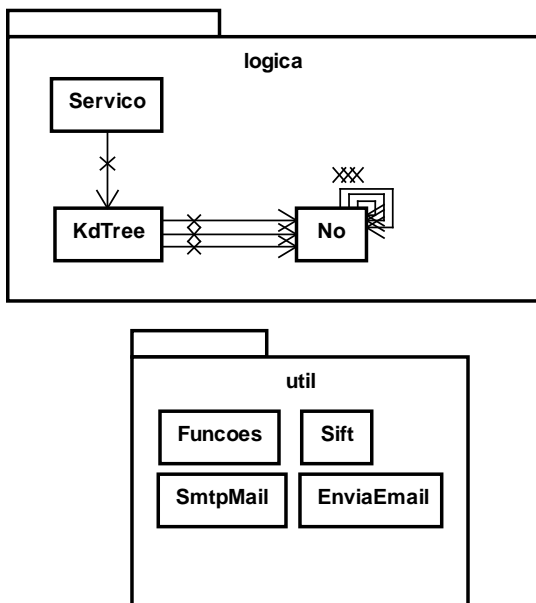 logica
Servico
KdTree
No
util
Funcoes
Sift
SmtpMail
EnviaEmail